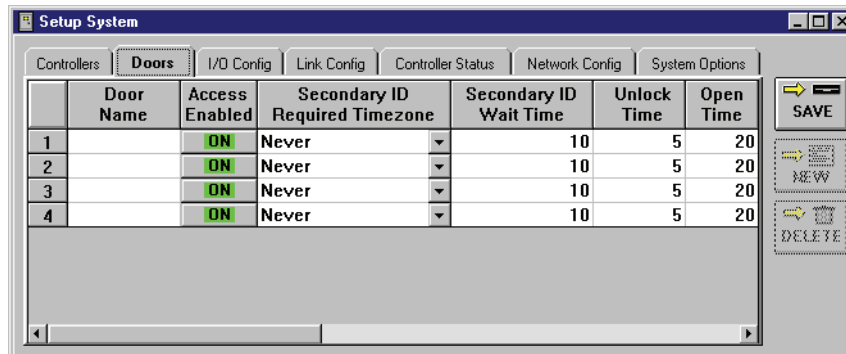 Setup System
Controllers Doors I/O Config Link Config Controller Status Network Config System Options
Door Name Access Enabled Secondary ID Required Timezone Secondary ID Wait Time Unlock Time Open Time
1 ON Never 10 5 20
2 ON Never 10 5 20
3 ON Never 10 5 20
4 ON Never 10 5 20
SAVE
NEW
DELETE